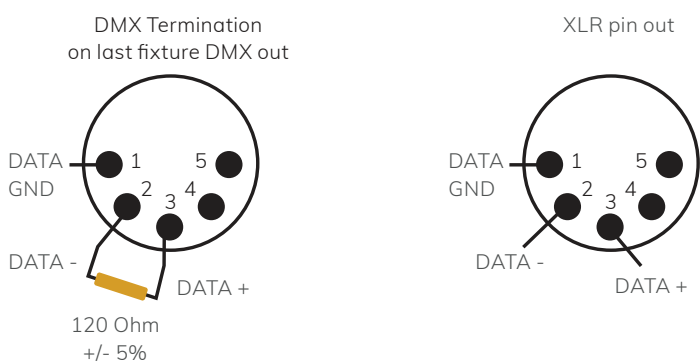 DMX Termination
on last fixture DMX out
DATA
GND
1
5
2
4
3
DATA -
DATA +
120 Ohm
+/- 5%
XLR pin out
DATA
GND
1
5
2
4
3
DATA -
DATA +